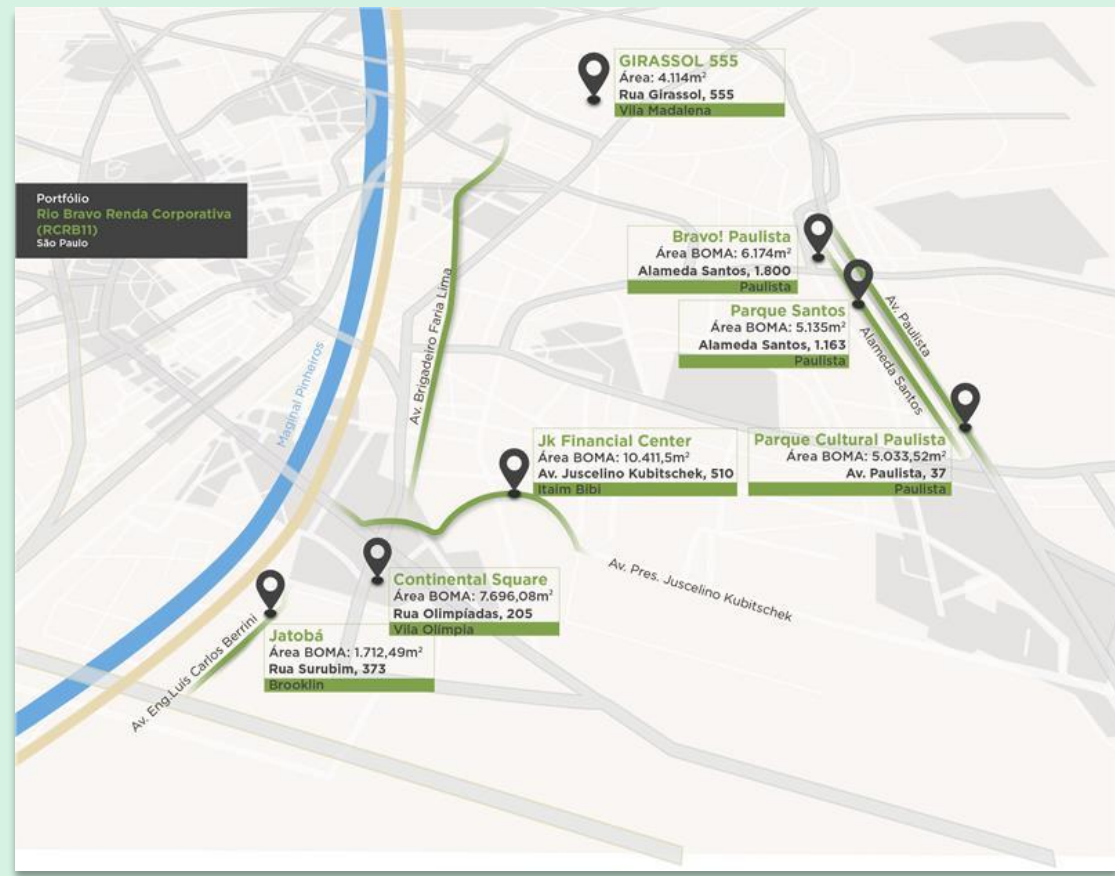 GIRASSOL 555
Área: 4.114m²
Rua Girassol, 555
Vila Madalena
Portfólio
Rio Bravo Renda Corporativa
(RCRB11)
São Paulo
Bravo! Paulista
Área BOMA: 6.174m²
Alameda Santos, 1.800
Paulista
Parque Santos
Área BOMA: 5.135m²
Alameda Santos, 1.163
Paulista
Av. Paulista
Alameda Santos
Av. Brigadeiro Faria Lima
Maginal Pinheiros
Jk Financial Center
Área BOMA: 10.411,5m²
Av. Juscelino Kubitschek, 510
Itaim Bibi
Parque Cultural Paulista
Área BOMA: 5.033,52m²
Av. Paulista, 37
Paulista
Av. Pres. Juscelino Kubitschek
Continental Square
Área BOMA: 7.696,08m²
Rua Olimpíadas, 205
Vila Olímpia
Jatobá
Área BOMA: 1.712,49m²
Rua Surubim, 373
Brooklin
Av. Eng.Luís Carlos Berrini